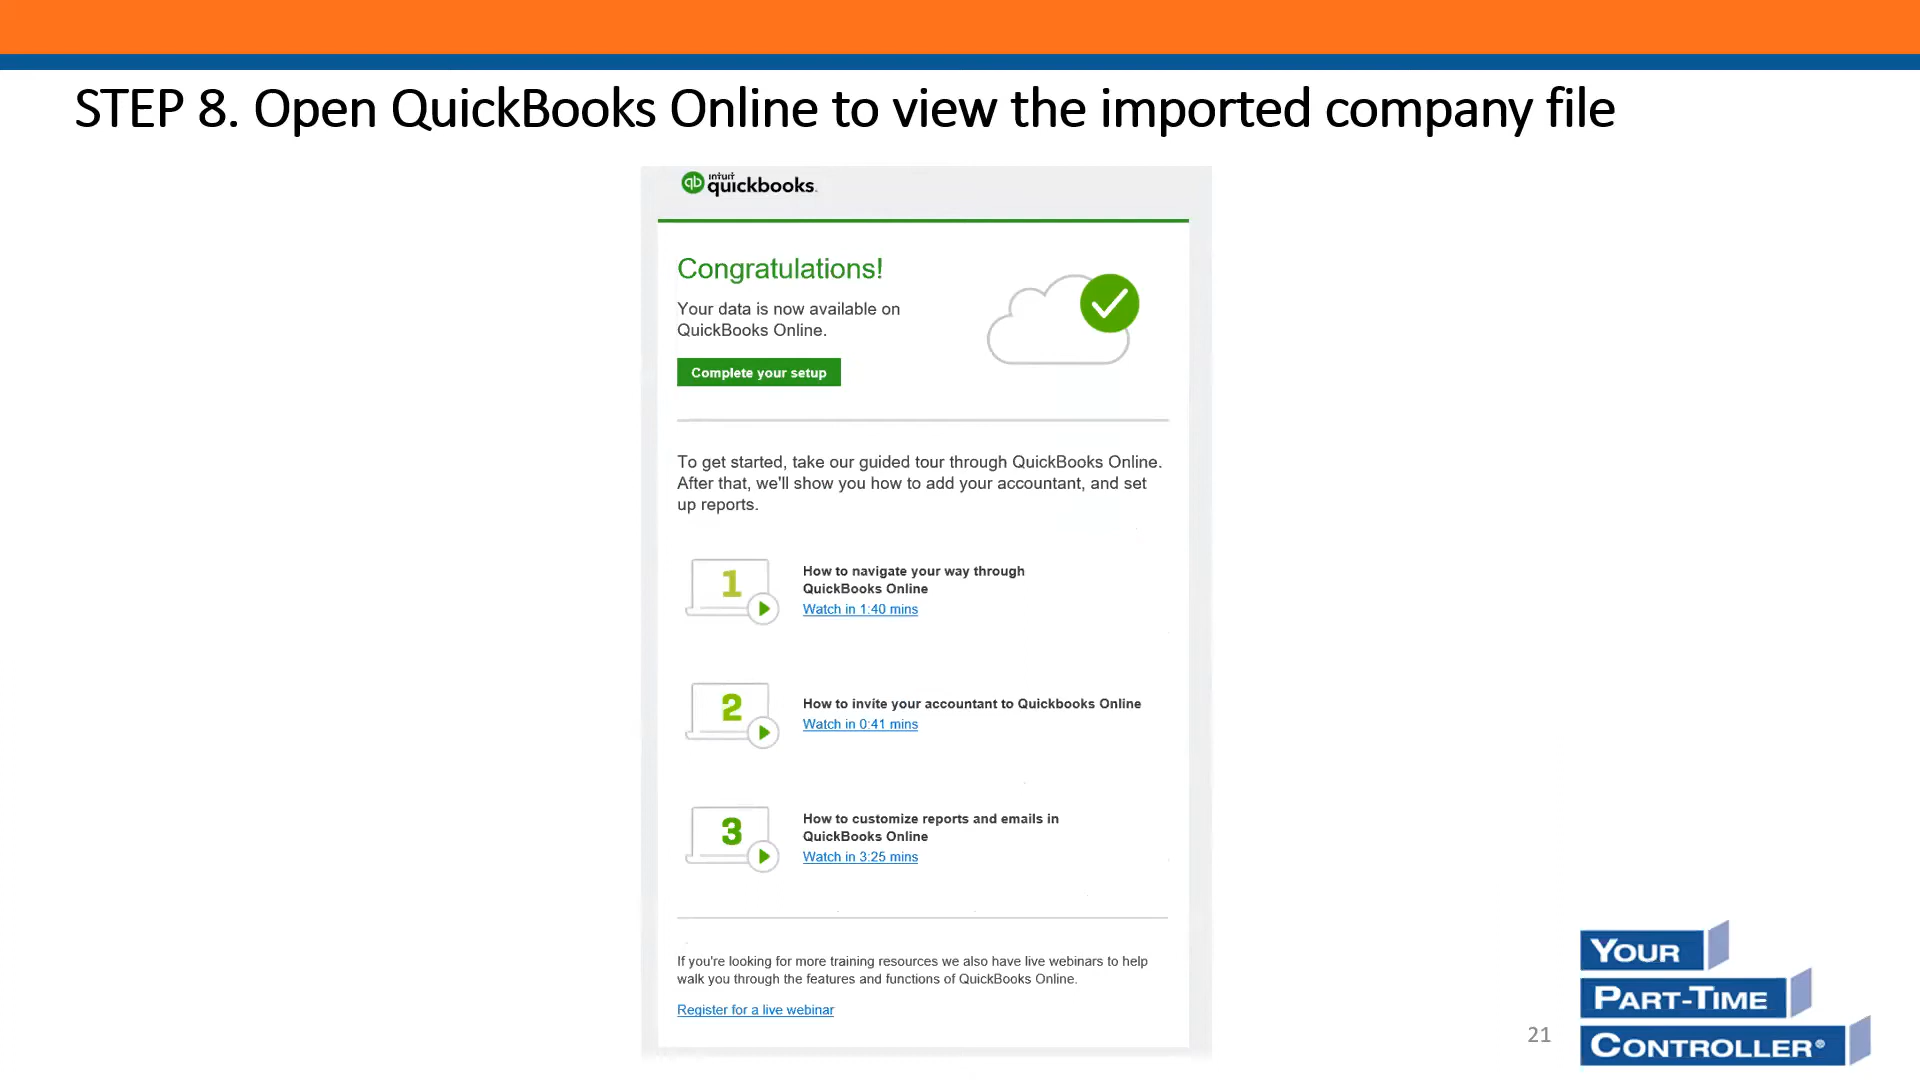 STEP 8. Open QuickBooks Online to view the imported company file
qb
intuit
quickbooks.
Congratulations!
Your data is now available on
QuickBooks Online.
Complete your setup
To get started, take our guided tour through QuickBooks Online.
After that, we'll show you how to add your accountant, and set
up reports.
1
How to navigate your way through
QuickBooks Online
Watch in 1:40 mins
2
How to invite your accountant to Quickbooks Online
Watch in 0:41 mins
3
How to customize reports and emails in
QuickBooks Online
Watch in 3:25 mins
If you're looking for more training resources we also have live webinars to help
walk you through the features and functions of QuickBooks Online.
Register for a live webinar
21
YOUR
PART-TIME
CONTROLLER®